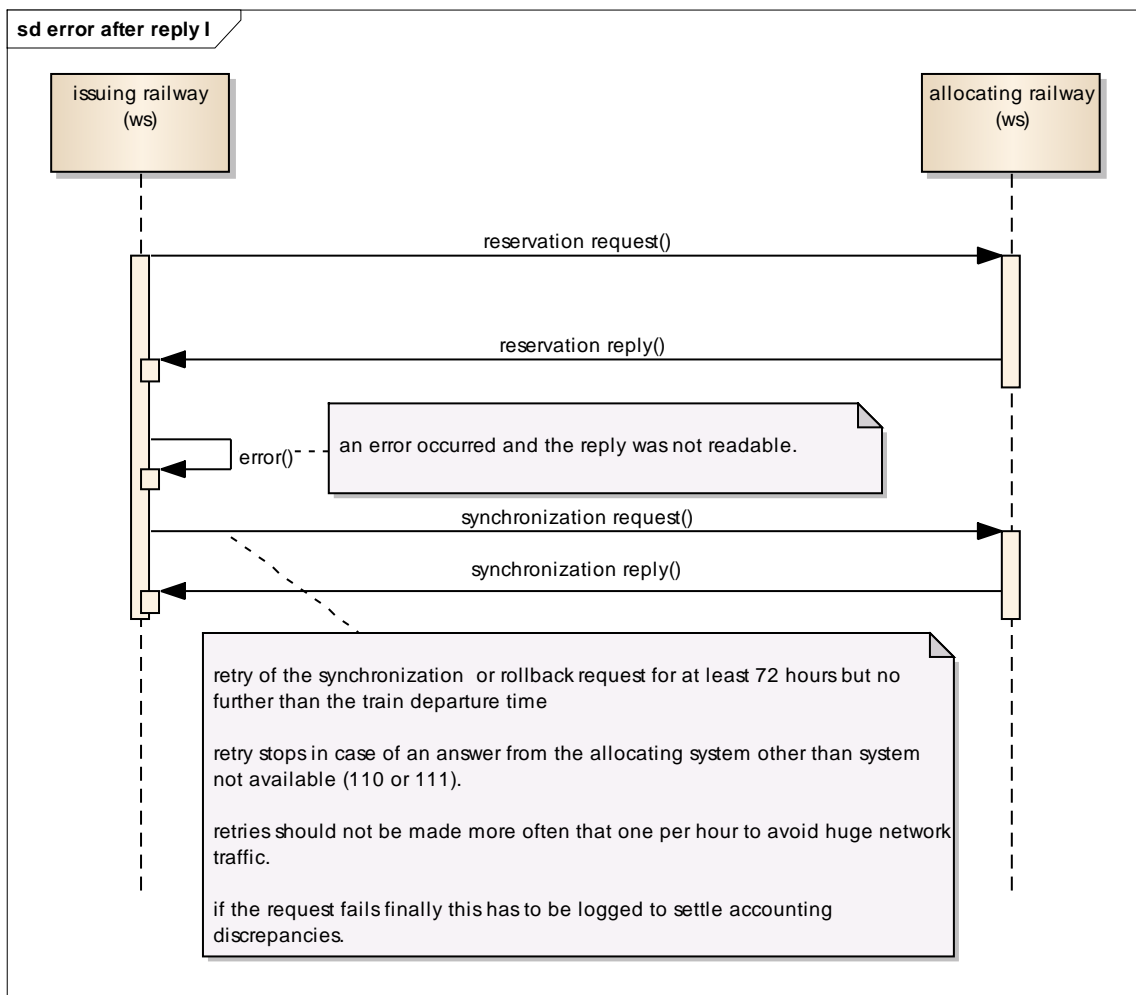 sd error after reply I
issuing railway
(ws)
allocating railway
(ws)
reservation request()
reservation reply()
error()
an error occurred and the reply was not readable.
synchronization request()
synchronization reply()
retry of the synchronization or rollback request for at least 72 hours but no
further than the train departure time
retry stops in case of an answer from the allocating system other than system
not available (110 or 111).
retries should not be made more often that one per hour to avoid huge network
traffic.
if the request fails finally this has to be logged to settle accounting
discrepancies.